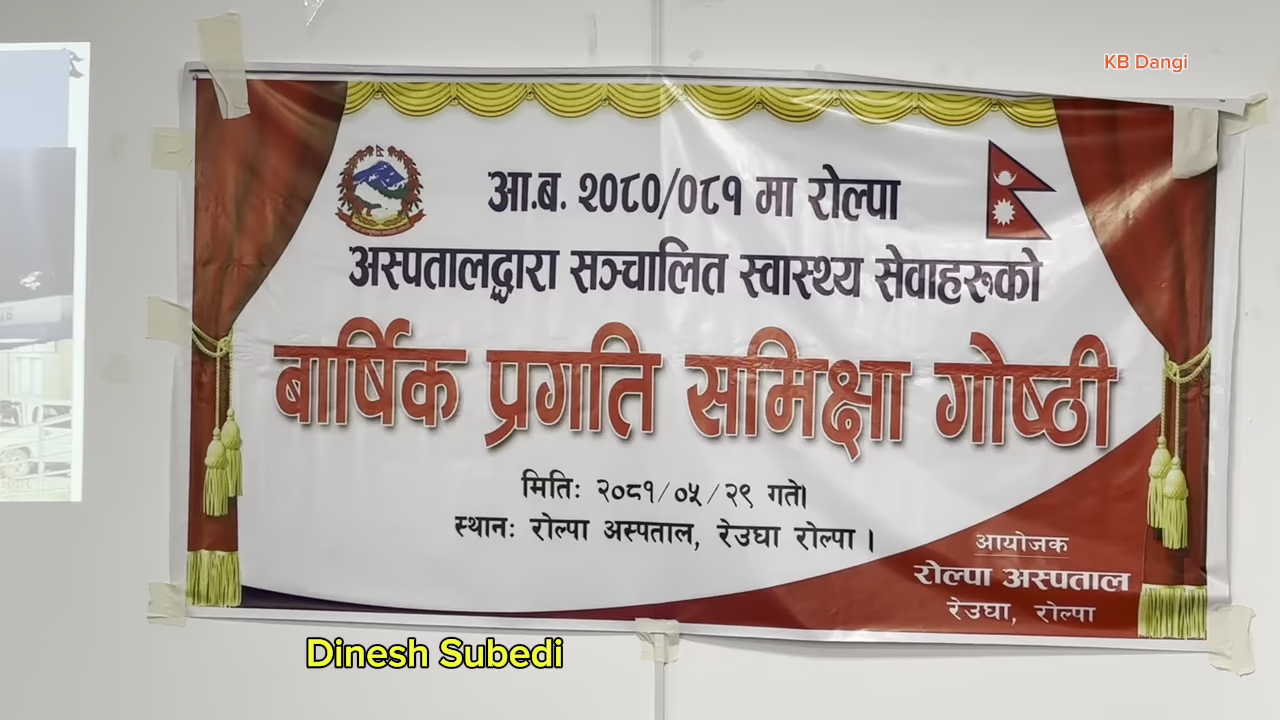 KB Dangi
आ.ब. २०८०/०८१ मा रोल्पा
अस्पतालद्वारा सञ्चालित स्वास्थ्य सेवाहरुको
बार्षिक प्रगति समिक्षा गोष्ठी
मितिः २०८१/०५/२९ गते।
स्थानः रोल्पा अस्पताल, रेउघा रोल्पा ।
आयोजक
रोल्पा अस्पताल
रेउघा, रोल्पा
Dinesh Subedi